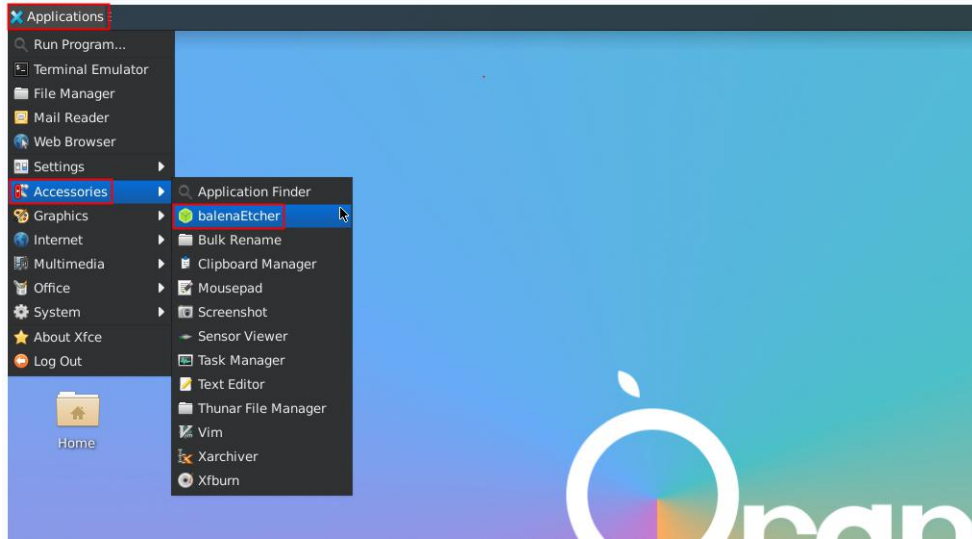 Applications
Run Program...
Terminal Emulator
File Manager
Mail Reader
Web Browser
Settings
Accessories
Graphics
Internet
Multimedia
Office
System
About Xfce
Log Out
Application Finder
balenaEtcher
Bulk Rename
Clipboard Manager
Mousepad
Screenshot
Sensor Viewer
Task Manager
Text Editor
Thunar File Manager
Vim
Xarchiver
Xfburn
Home
Oran